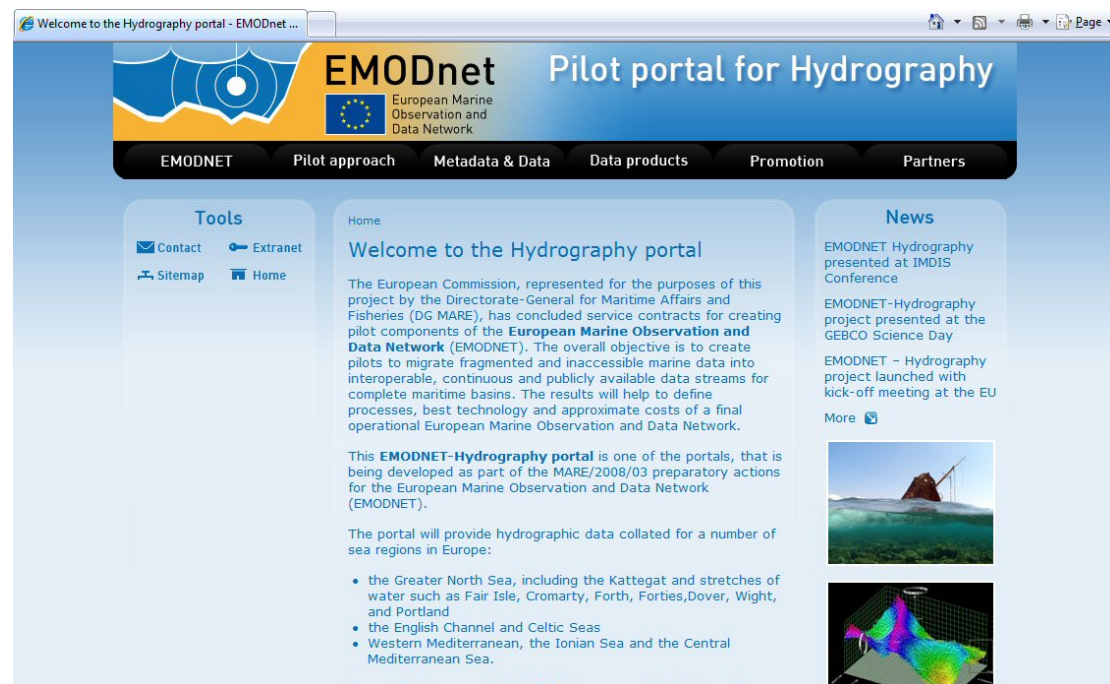 Welcome to the Hydrography portal - EMODnet ...
Page
EMODnet
European Marine
Observation and
Data Network
Pilot portal for Hydrography
EMODNET
Pilot approach
Metadata & Data
Data products
Promotion
Partners
Tools
Contact
Extranet
Sitemap
Home
Home
Welcome to the Hydrography portal
The European Commission, represented for the purposes of this
project by the Directorate-General for Maritime Affairs and
Fisheries (DG MARE), has concluded service contracts for creating
pilot components of the European Marine Observation and
Data Network (EMODNET). The overall objective is to create
pilots to migrate fragmented and inaccessible marine data into
interoperable, continuous and publicly available data streams for
complete maritime basins. The results will help to define
processes, best technology and approximate costs of a final
operational European Marine Observation and Data Network.
This EMODNET-Hydrography portal is one of the portals, that is
being developed as part of the MARE/2008/03 preparatory actions
for the European Marine Observation and Data Network
(EMODNET).
The portal will provide hydrographic data collated for a number of
sea regions in Europe:
• the Greater North Sea, including the Kattegat and stretches of
water such as Fair Isle, Cromarty, Forth, Forties,Dover, Wight,
and Portland
• the English Channel and Celtic Seas
• Western Mediterranean, the Ionian Sea and the Central
Mediterranean Sea.
News
EMODNET Hydrography
presented at IMDIS
Conference
EMODNET-Hydrography
project presented at the
GEBCO Science Day
EMODNET – Hydrography
project launched with
kick-off meeting at the EU
More